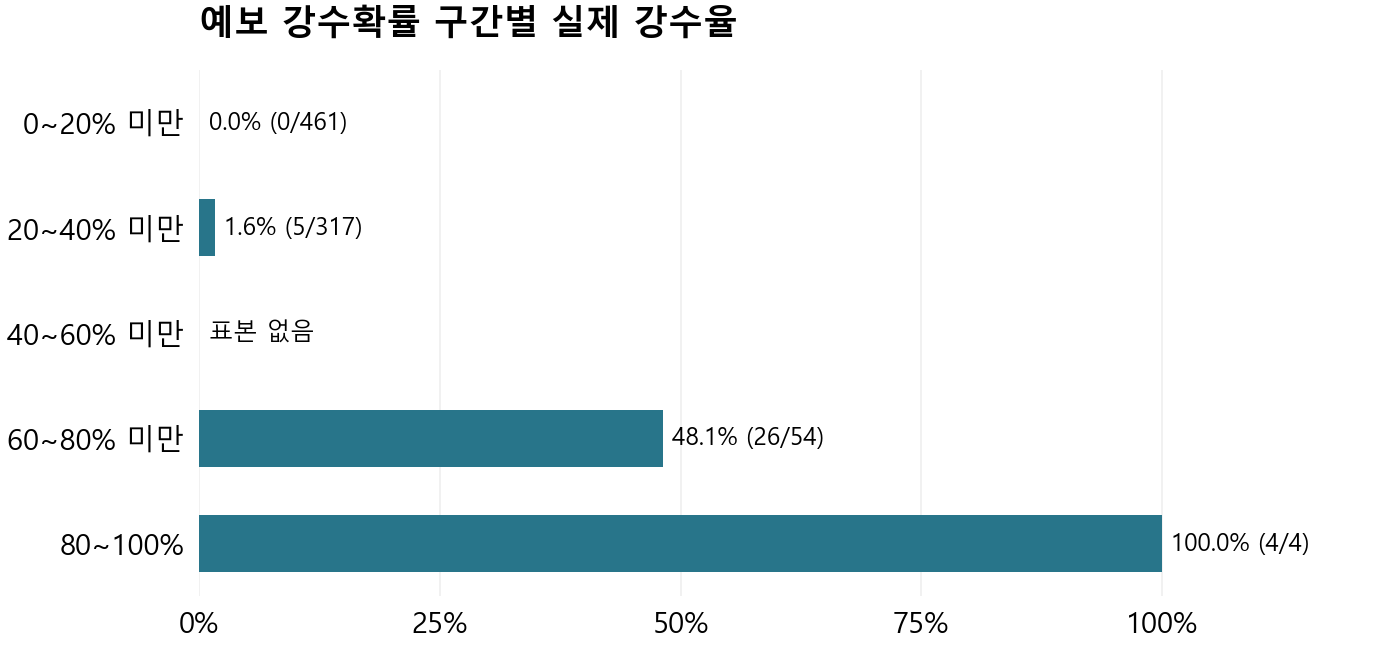 예보 강수확률 구간별 실제 강수율
0~20% 미만 0.0% (0/461)
20~40% 미만 1.6% (5/317)
40~60% 미만 표본 없음
60~80% 미만 48.1% (26/54)
80~100% 100.0% (4/4)
0% 25% 50% 75% 100%